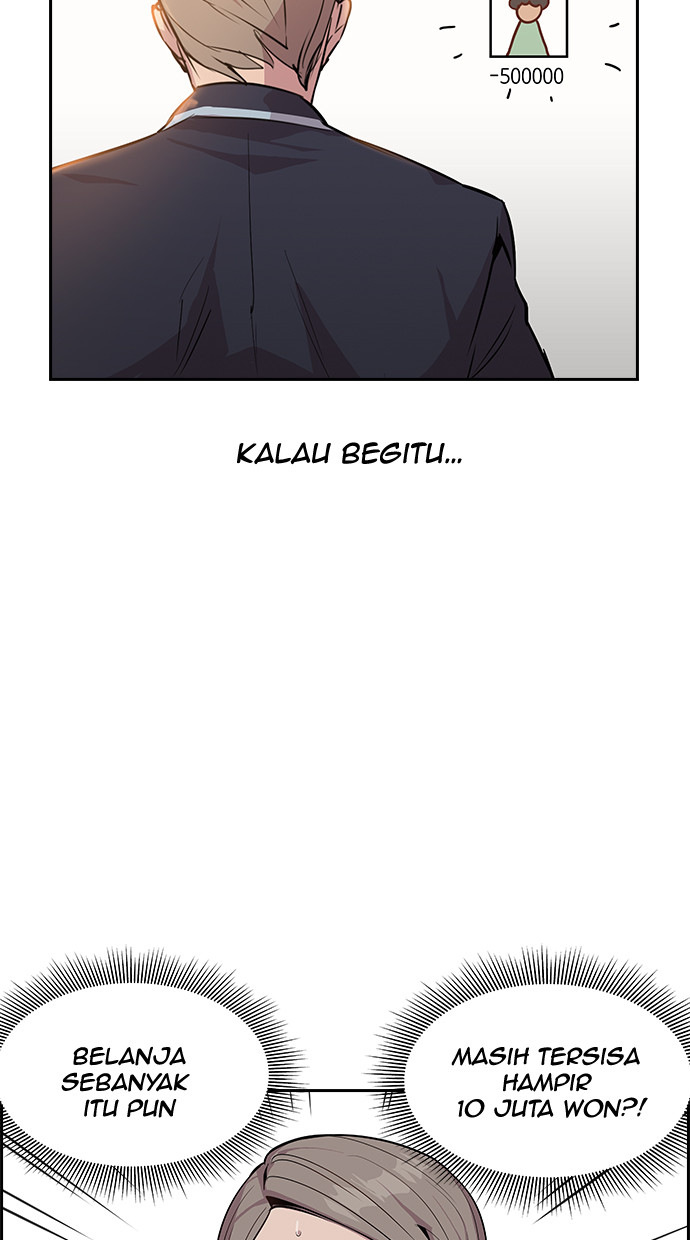 -500000
KALAU BEGITU...
BELANJA
SEBANYAK
ITU PUN
MASIH TERSISA
HAMPIR
10 JUTA WON?!